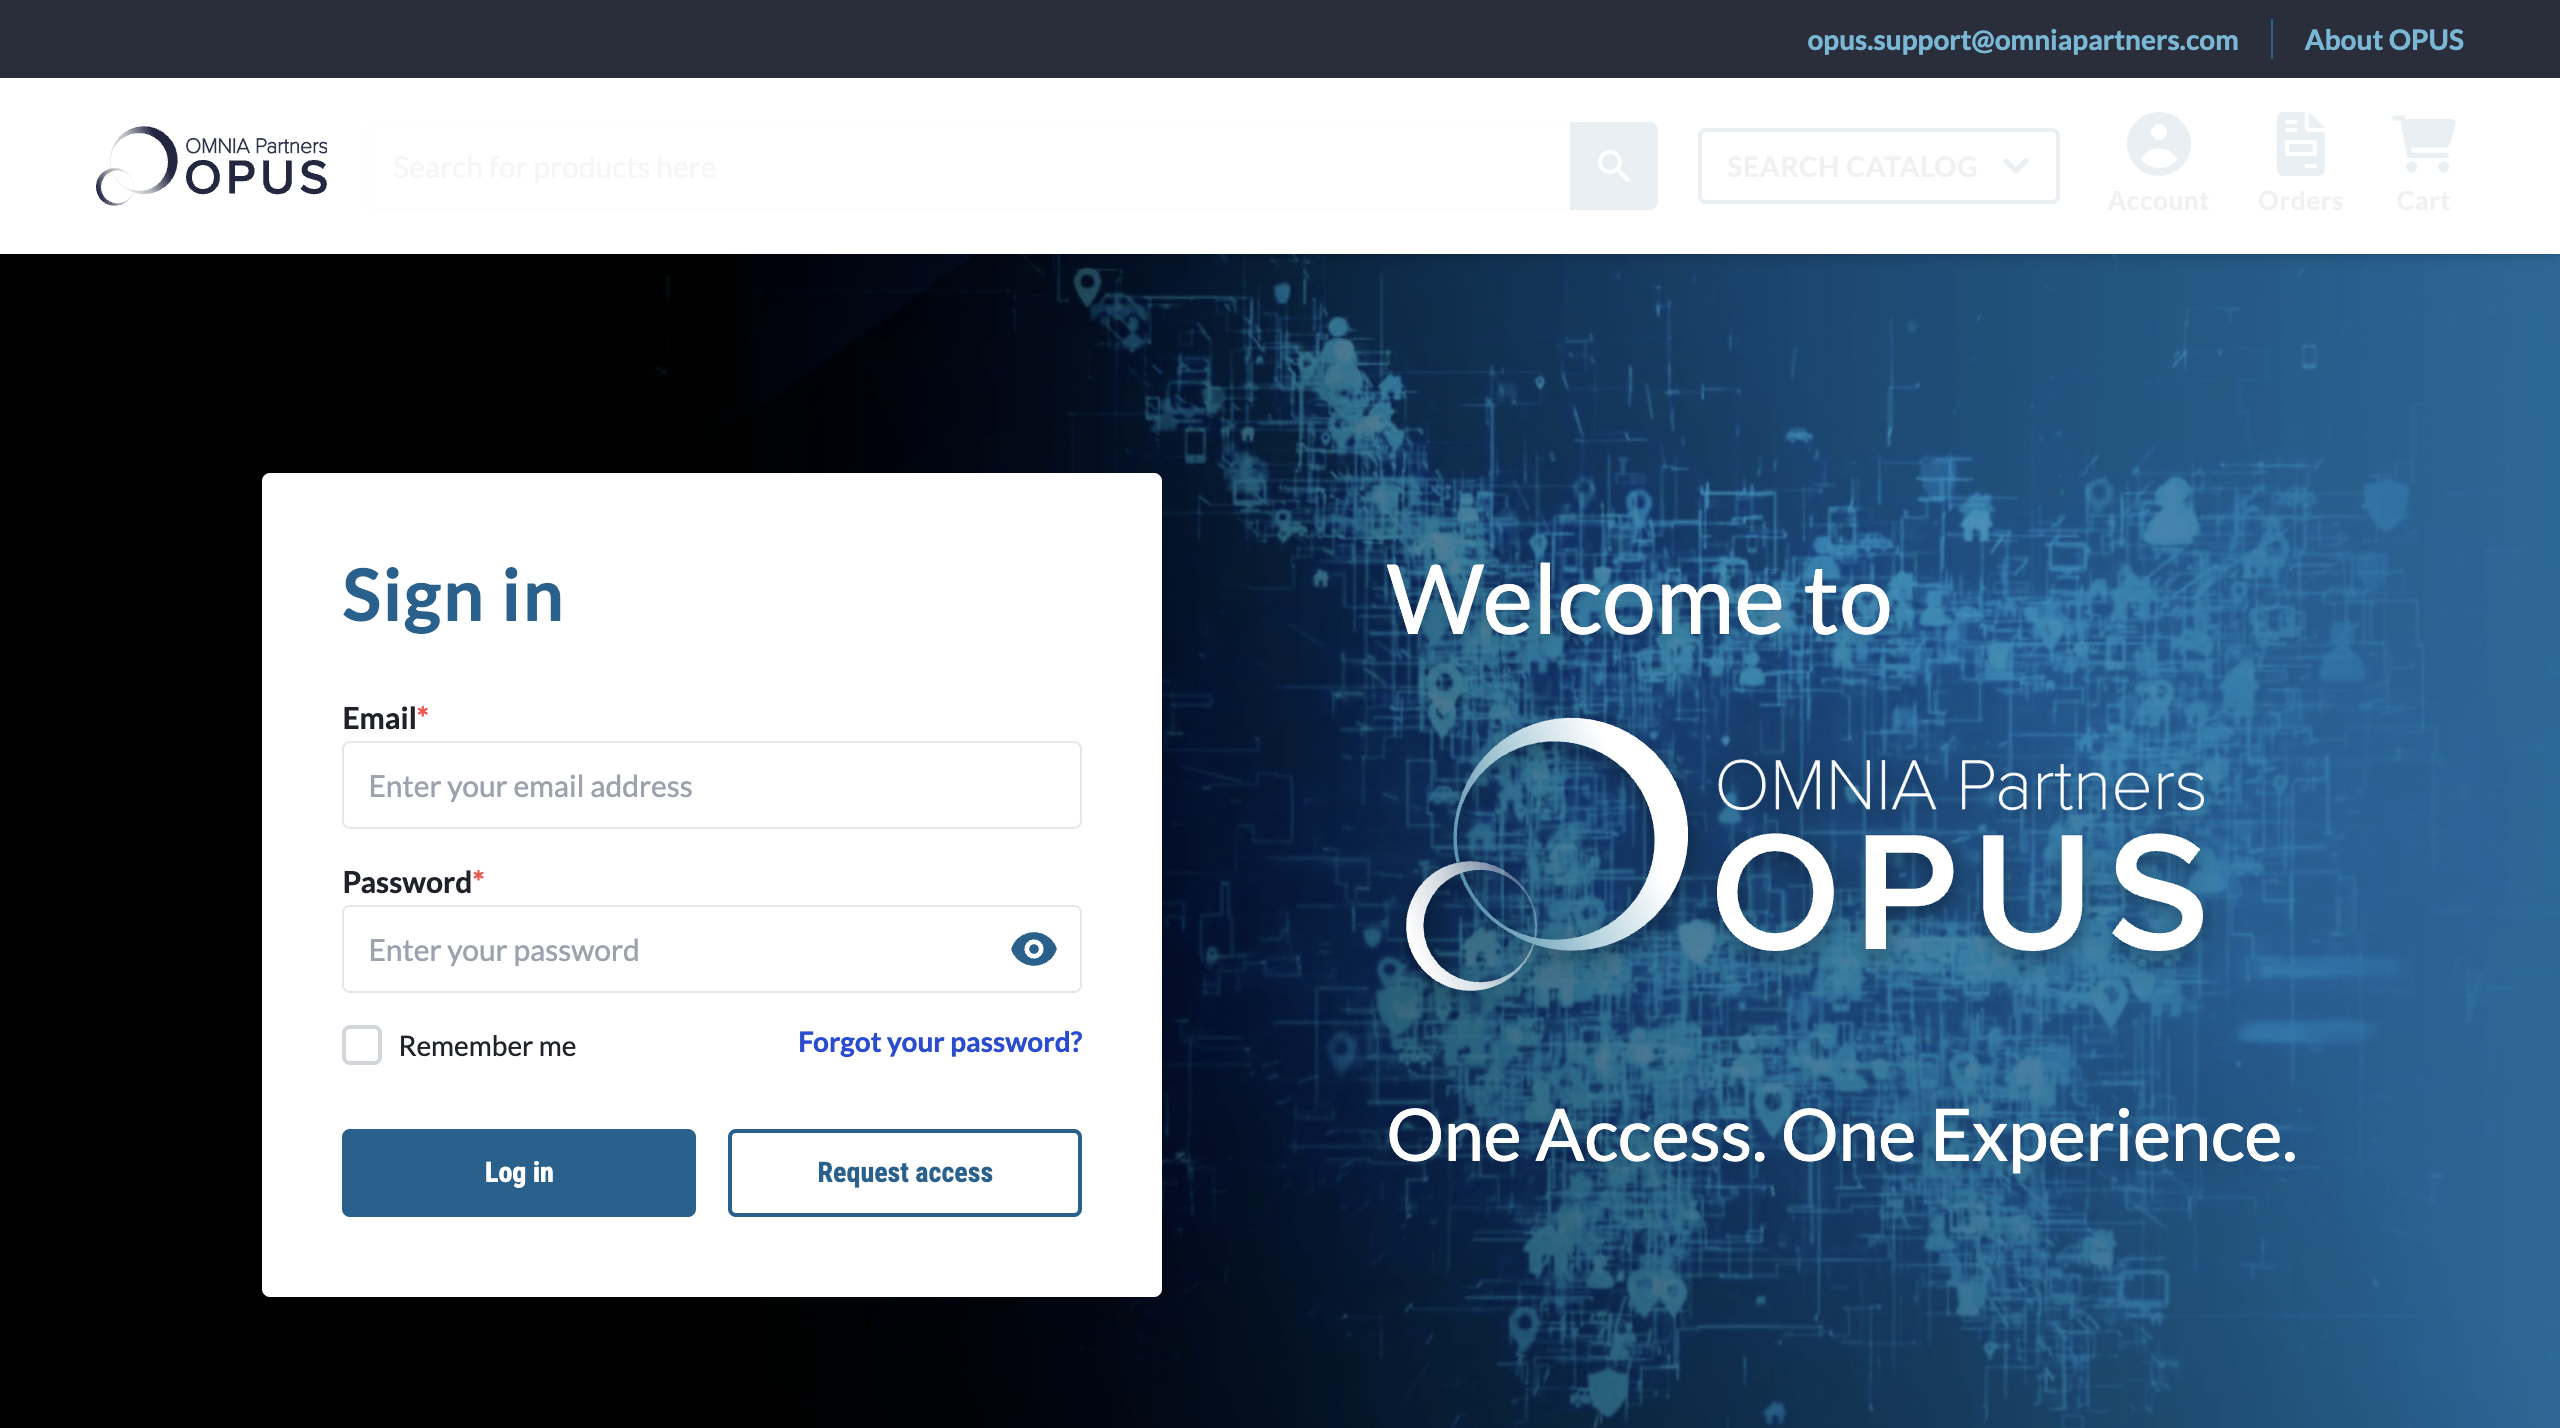 opus.support@omniapartners.com
About OPUS
OMNIA Partners
OPUS
Search for products here
SEARCH CATALOG
Account
Orders
Cart
Sign in
Email*
Enter your email address
Password*
Enter your password
Remember me
Forgot your password?
Log in
Request access
Welcome to
OMNIA Partners
OPUS
One Access. One Experience.